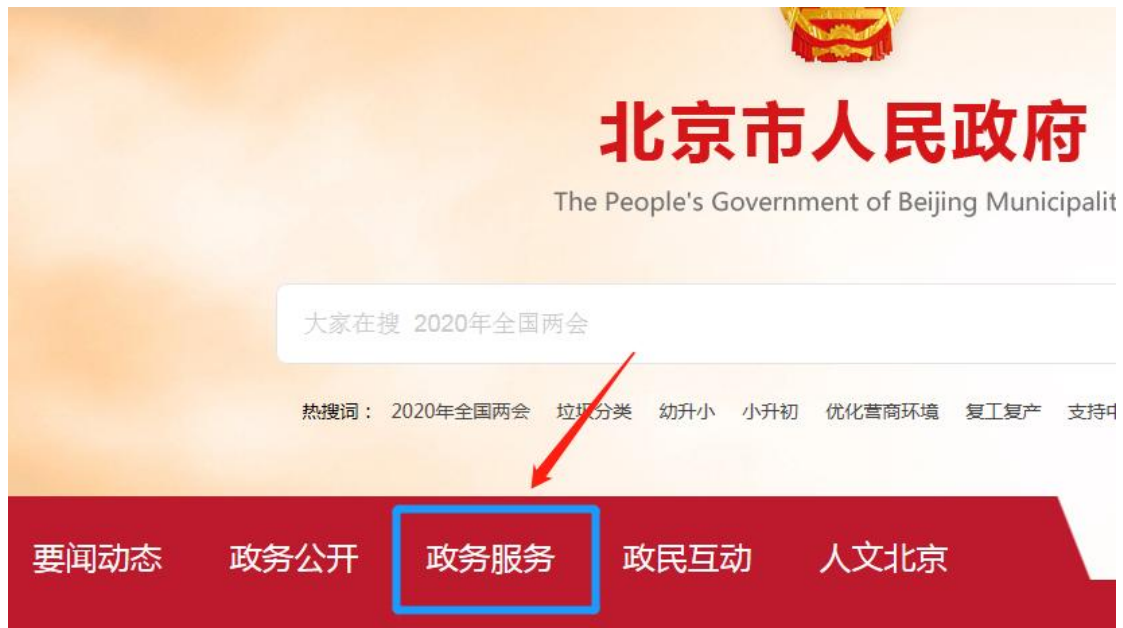 北京市人民政府
The People's Government of Beijing Municipalit
大家在搜 2020年全国两会
热搜词： 2020年全国两会 垃圾分类 幼升小 小升初 优化营商环境 复工复产 支持中
要闻动态 政务公开 政务服务 政民互动 人文北京